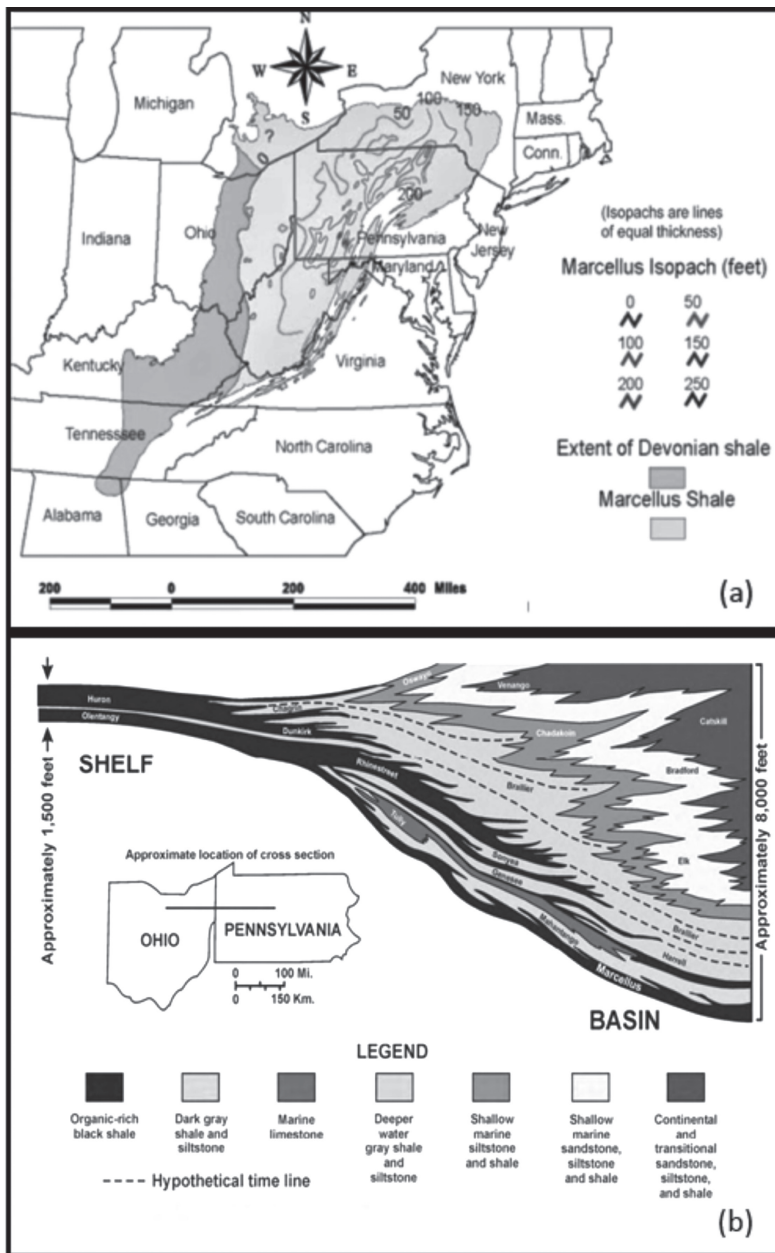 N
W E
S
Michigan
New York
50
100
150
Mass.
Conn.
?
0
Ohio
Indiana
200
Pennsylvania
New
Jersey
Maryland
Kentucky
Virginia
Tennesssee
North Carolina
Alabama
Georgia
South Carolina
(Isopachs are lines
of equal thickness)
Marcellus Isopach (feet)
0 50
100 150
200 250
Extent of Devonian shale
Marcellus Shale
200 0 200 400 Miles
(a)
Oswayo
Venango
Huron
Chagrin
Catskill
Olentangy
Dunkirk
Chadakoin
SHELF
Rhinestreet
Brallier
Bradford
Tully
Elk
Sonyea
Genesee
Brallier
Mahantango
Harrell
Marcellus
BASIN
Approximately 1,500 feet
Approximately 8,000 feet
Approximate location of cross section
OHIO
PENNSYLVANIA
0 100 Mi.
0 150 Km.
LEGEND
Organic-rich
black shale
Dark gray
shale and
siltstone
Marine
limestone
Deeper
water
gray shale
and
siltstone
Shallow
marine
siltstone
and shale
Shallow
marine
sandstone,
siltstone
and shale
Continental
and
transitional
sandstone,
siltstone,
and shale
Hypothetical time line
(b)